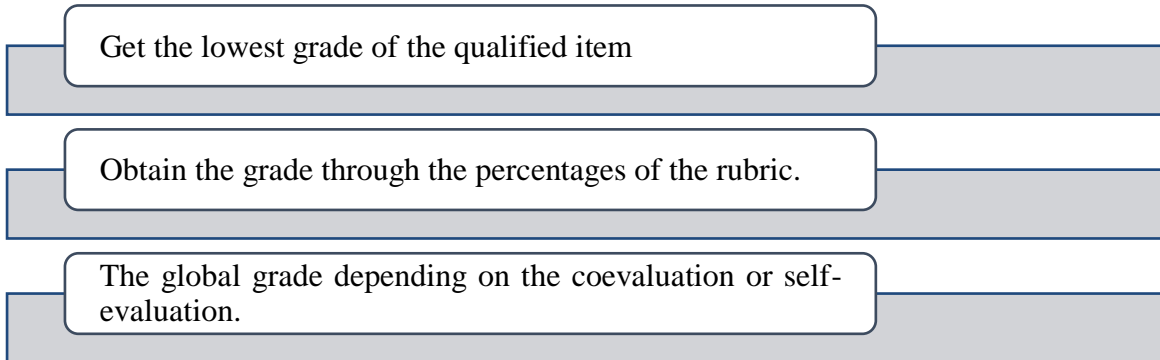 Get the lowest grade of the qualified item
Obtain the grade through the percentages of the rubric.
The global grade depending on the coevaluation or self-
evaluation.